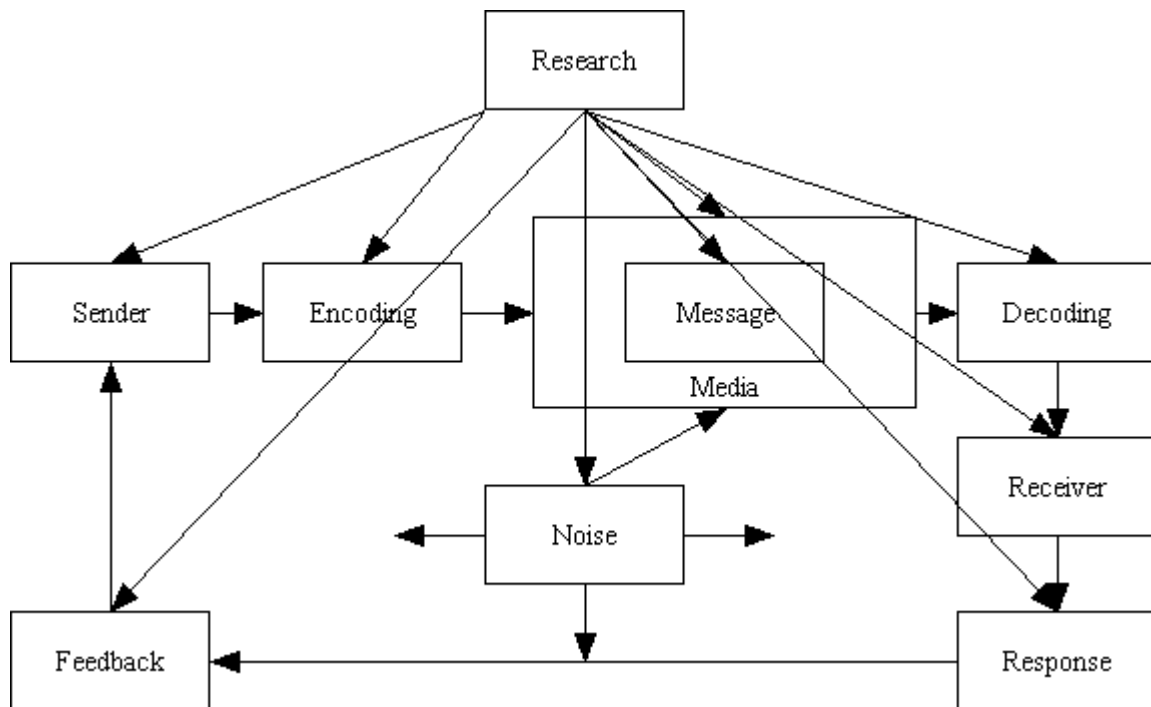 Research
Sender
Encoding
Message
Decoding
Media
Receiver
Noise
Feedback
Response